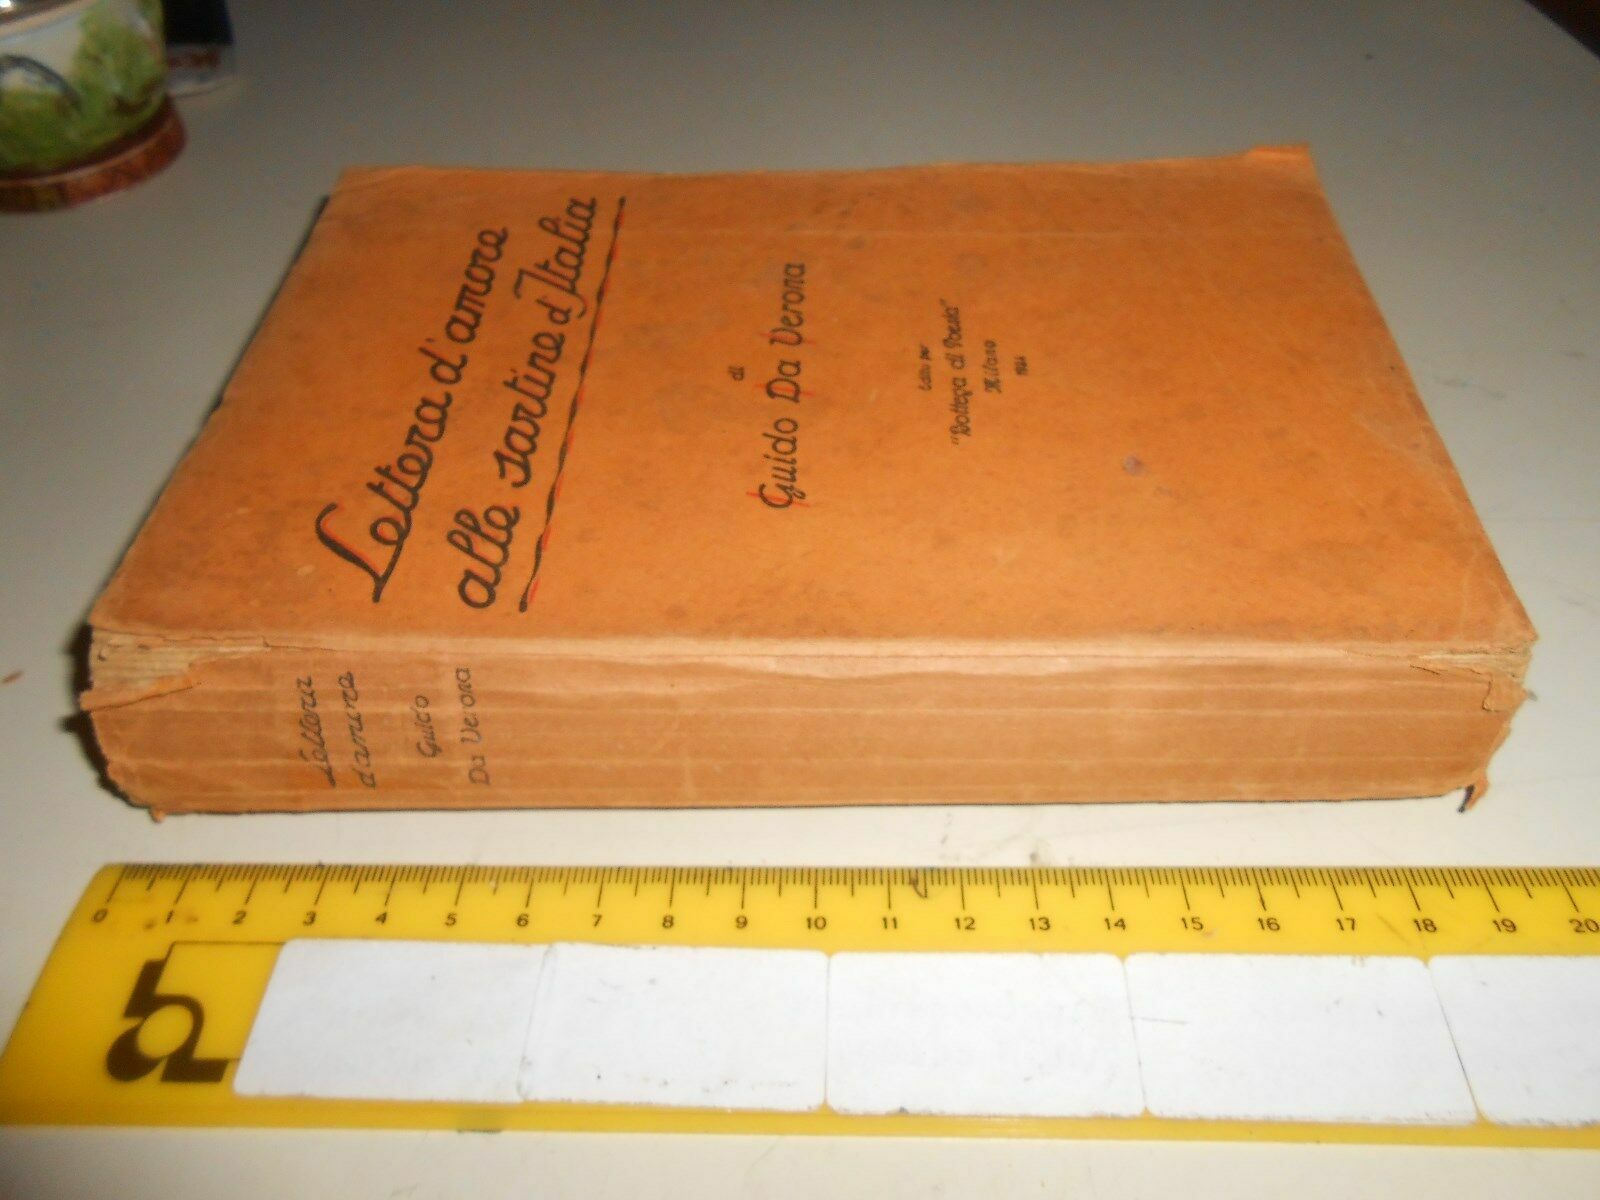 Lettera d'amore
alle sartine d'Italia
di
Guido Da Verona
Edito per
"Bottega di Poesia"
Milano
Lettera
d'amore
Guido
Da Verona
0 1 2 3 4 5 6 7 8 9 10 11 12 13 14 15 16 17 18 19 20